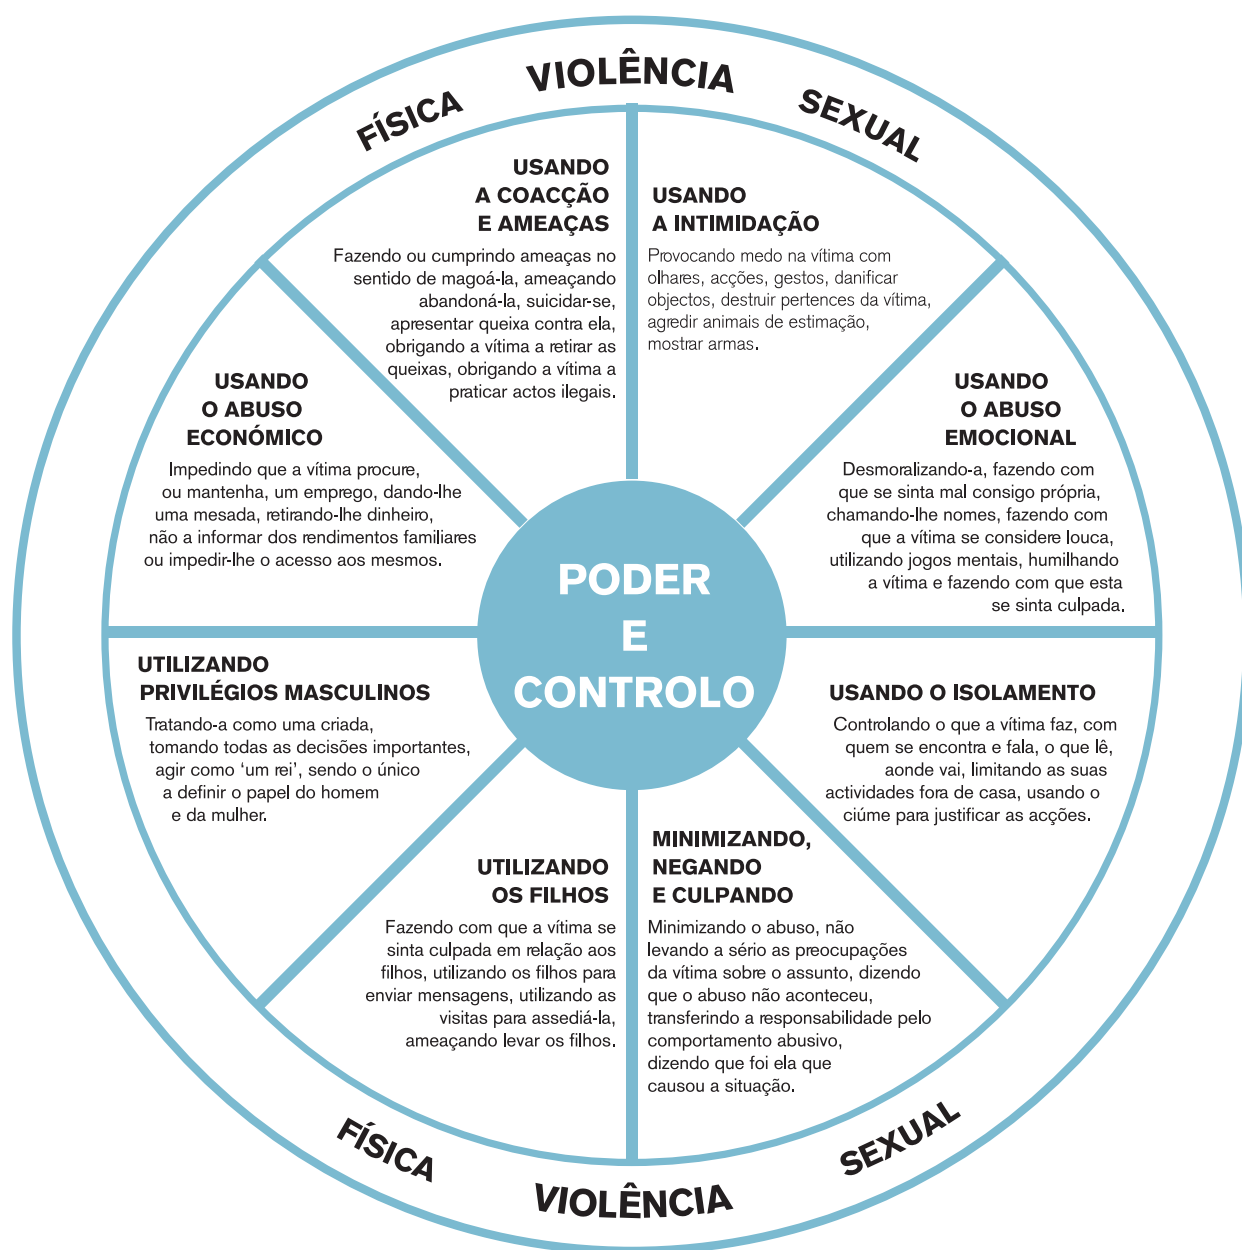 FÍSICA VIOLÊNCIA SEXUAL
USANDO
A COACÇÃO
E AMEAÇAS
Fazendo ou cumprindo ameaças no
sentido de magoá-la, ameaçando
abandoná-la, suicidar-se,
apresentar queixa contra ela,
obrigando a vítima a retirar as
queixas, obrigando a vítima a
praticar actos ilegais.
USANDO
A INTIMIDAÇÃO
Provocando medo na vítima com
olhares, acções, gestos, danificar
objectos, destruir pertences da vítima,
agredir animais de estimação,
mostrar armas.
USANDO
O ABUSO
ECONÓMICO
Impedindo que a vítima procure,
ou mantenha, um emprego, dando-lhe
uma mesada, retirando-lhe dinheiro,
não a informar dos rendimentos familiares
ou impedir-lhe o acesso aos mesmos.
USANDO
O ABUSO
EMOCIONAL
Desmoralizando-a, fazendo com
que se sinta mal consigo própria,
chamando-lhe nomes, fazendo com
que a vítima se considere louca,
utilizando jogos mentais, humilhando
a vítima e fazendo com que esta
se sinta culpada.
PODER
E
CONTROLO
UTILIZANDO
PRIVILÉGIOS MASCULINOS
Tratando-a como uma criada,
tomando todas as decisões importantes,
agir como ‘um rei’, sendo o único
a definir o papel do homem
e da mulher.
USANDO O ISOLAMENTO
Controlando o que a vítima faz, com
quem se encontra e fala, o que lê,
aonde vai, limitando as suas
actividades fora de casa, usando o
ciúme para justificar as acções.
UTILIZANDO
OS FILHOS
Fazendo com que a vítima se
sinta culpada em relação aos
filhos, utilizando os filhos para
enviar mensagens, utilizando as
visitas para assediá-la,
ameaçando levar os filhos.
MINIMIZANDO,
NEGANDO
E CULPANDO
Minimizando o abuso, não
levando a sério as preocupações
da vítima sobre o assunto, dizendo
que o abuso não aconteceu,
transferindo a responsabilidade pelo
comportamento abusivo,
dizendo que foi ela que
causou a situação.
FÍSICA VIOLÊNCIA SEXUAL